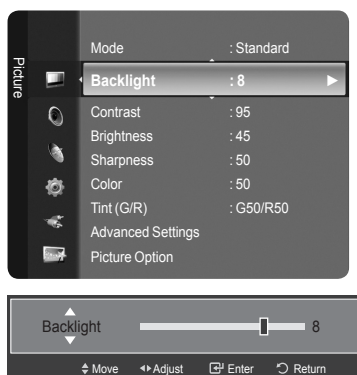 Picture
Mode : Standard
Backlight : 8
Contrast : 95
Brightness : 45
Sharpness : 50
Color : 50
Tint (G/R) : G50/R50
Advanced Settings
Picture Option
Backlight 8
Move Adjust Enter Return